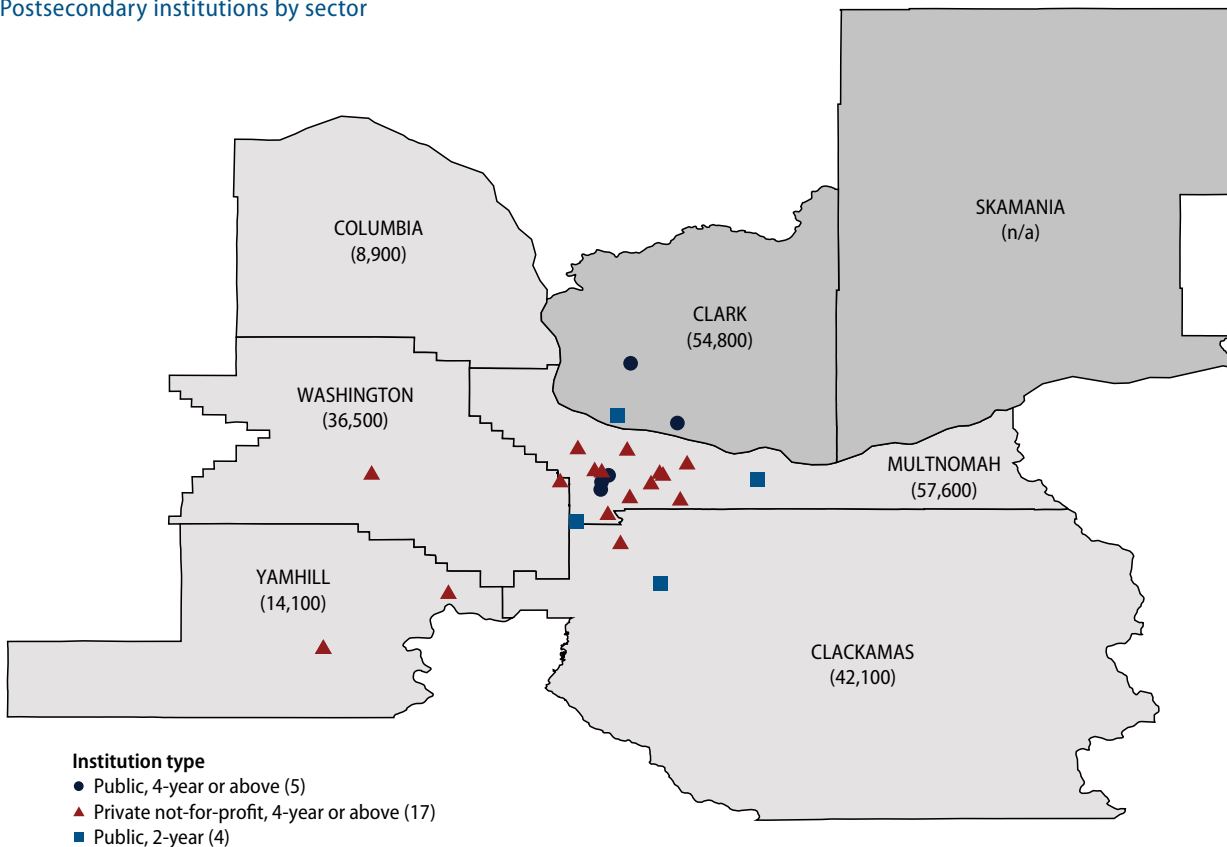 Postsecondary institutions by sector
SKAMANIA
(n/a)
COLUMBIA
(8,900)
CLARK
(54,800)
WASHINGTON
(36,500)
MULTNOMAH
(57,600)
YAMHILL
(14,100)
CLACKAMAS
(42,100)
Institution type
Public, 4-year or above (5)
Private not-for-profit, 4-year or above (17)
Public, 2-year (4)